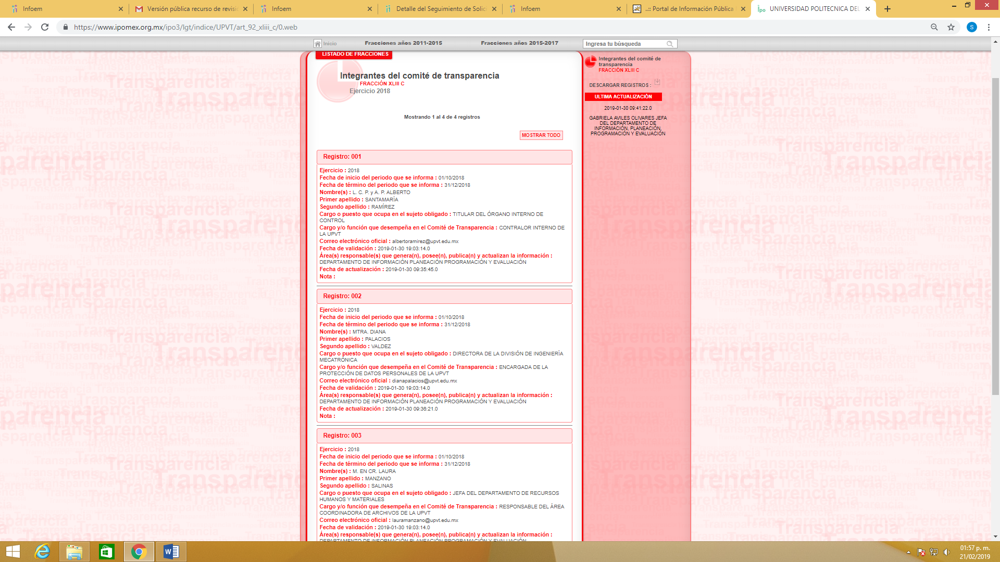 Infoem
Versión pública recurso de revisi
Infoem
Detalle del Seguimiento de Solici
Infoem
..:: Portal de Información Pública
UNIVERSIDAD POLITECNICA DEL
https://www.ipomex.org.mx/ipo3/lgt/indice/UPVT/art_92_xliii_c/0.web
S
Inicio
Fracciones años 2011-2015
Fracciones años 2015-2017
Ingresa tu búsqueda
LISTADO DE FRACCIONES
Integrantes del comité de transparencia
FRACCIÓN XLIII C
Ejercicio 2018
Mostrando 1 al 4 de 4 registros
MOSTRAR TODO
Registro: 001
Ejercicio : 2018
Fecha de inicio del periodo que se informa : 01/10/2018
Fecha de término del periodo que se informa : 31/12/2018
Nombre(s) : L. C. P. y A. P. ALBERTO
Primer apellido : SANTAMARÍA
Segundo apellido : RAMÍREZ
Cargo o puesto que ocupa en el sujeto obligado : TITULAR DEL ÓRGANO INTERNO DE
CONTROL
Cargo y/o función que desempeña en el Comité de Transparencia : CONTRALOR INTERNO DE
LA UPVT
Correo electrónico oficial : albertoramirez@upvt.edu.mx
Fecha de validación : 2019-01-30 19:03:14.0
Área(s) responsable(s) que genera(n), posee(n), publica(n) y actualizan la información :
DEPARTAMENTO DE INFORMACIÓN PLANEACIÓN PROGRAMACIÓN Y EVALUACIÓN
Fecha de actualización : 2019-01-30 09:35:45.0
Nota :
Registro: 002
Ejercicio : 2018
Fecha de inicio del periodo que se informa : 01/10/2018
Fecha de término del periodo que se informa : 31/12/2018
Nombre(s) : MTRA. DIANA
Primer apellido : PALACIOS
Segundo apellido : VALDEZ
Cargo o puesto que ocupa en el sujeto obligado : DIRECTORA DE LA DIVISIÓN DE INGENIERÍA
MECATRÓNICA
Cargo y/o función que desempeña en el Comité de Transparencia : ENCARGADA DE LA
PROTECCIÓN DE DATOS PERSONALES DE LA UPVT
Correo electrónico oficial : dianapalacios@upvt.edu.mx
Fecha de validación : 2019-01-30 19:03:14.0
Área(s) responsable(s) que genera(n), posee(n), publica(n) y actualizan la información :
DEPARTAMENTO DE INFORMACIÓN PLANEACIÓN PROGRAMACIÓN Y EVALUACIÓN
Fecha de actualización : 2019-01-30 09:36:21.0
Nota :
Registro: 003
Ejercicio : 2018
Fecha de inicio del periodo que se informa : 01/10/2018
Fecha de término del periodo que se informa : 31/12/2018
Nombre(s) : M. EN CR. LAURA
Primer apellido : MANZANO
Segundo apellido : SALINAS
Cargo o puesto que ocupa en el sujeto obligado : JEFA DEL DEPARTAMENTO DE RECURSOS
HUMANOS Y MATERIALES
Cargo y/o función que desempeña en el Comité de Transparencia : RESPONSABLE DEL ÁREA
COORDINADORA DE ARCHIVOS DE LA UPVT
Correo electrónico oficial : lauramanzano@upvt.edu.mx
Fecha de validación : 2019-01-30 19:03:14.0
Área(s) responsable(s) que genera(n), posee(n), publica(n) y actualizan la información :
DEPARTAMENTO DE INFORMACIÓN PLANEACIÓN PROGRAMACIÓN Y EVALUACIÓN
Integrantes del comité de
transparencia
FRACCIÓN XLIII C
DESCARGAR REGISTROS :
ULTIMA ACTUALIZACIÓN
2019-01-30 09:41:22.0
GABRIELA AVILES OLIVARES JEFA
DEL DEPARTAMENTO DE
INFORMACIÓN, PLANEACIÓN,
PROGRAMACIÓN Y EVALUACIÓN
01:57 p. m.
21/02/2019